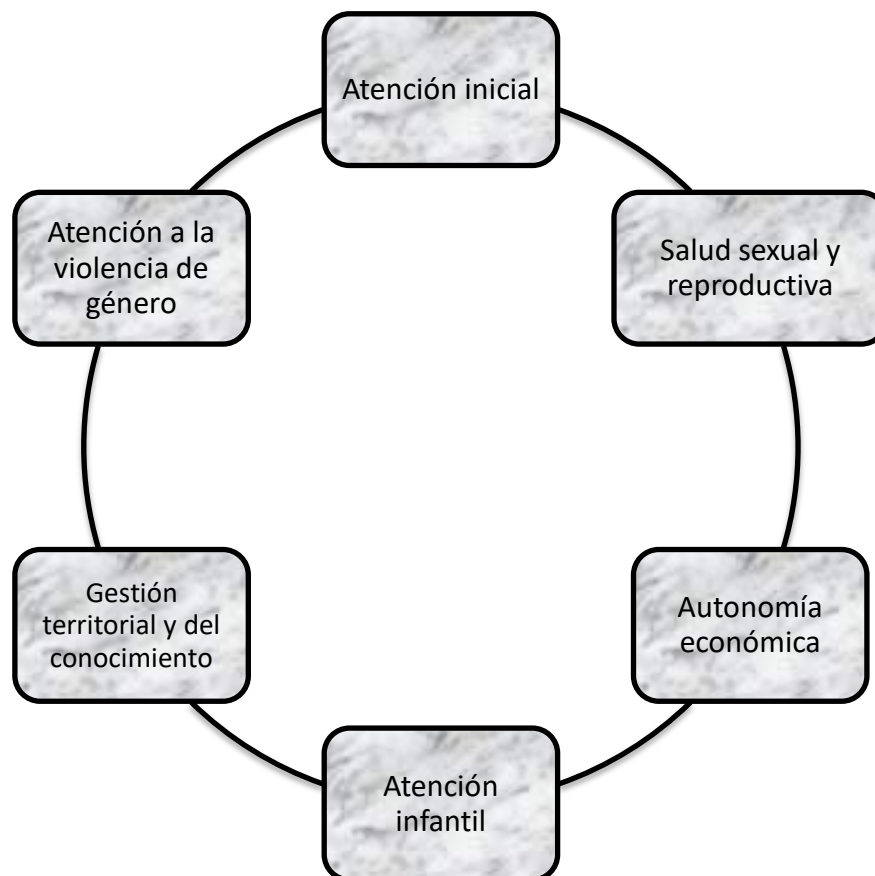 Atención inicial
Salud sexual y
reproductiva
Autonomía
económica
Atención
infantil
Gestión
territorial y del
conocimiento
Atención a la
violencia de
género